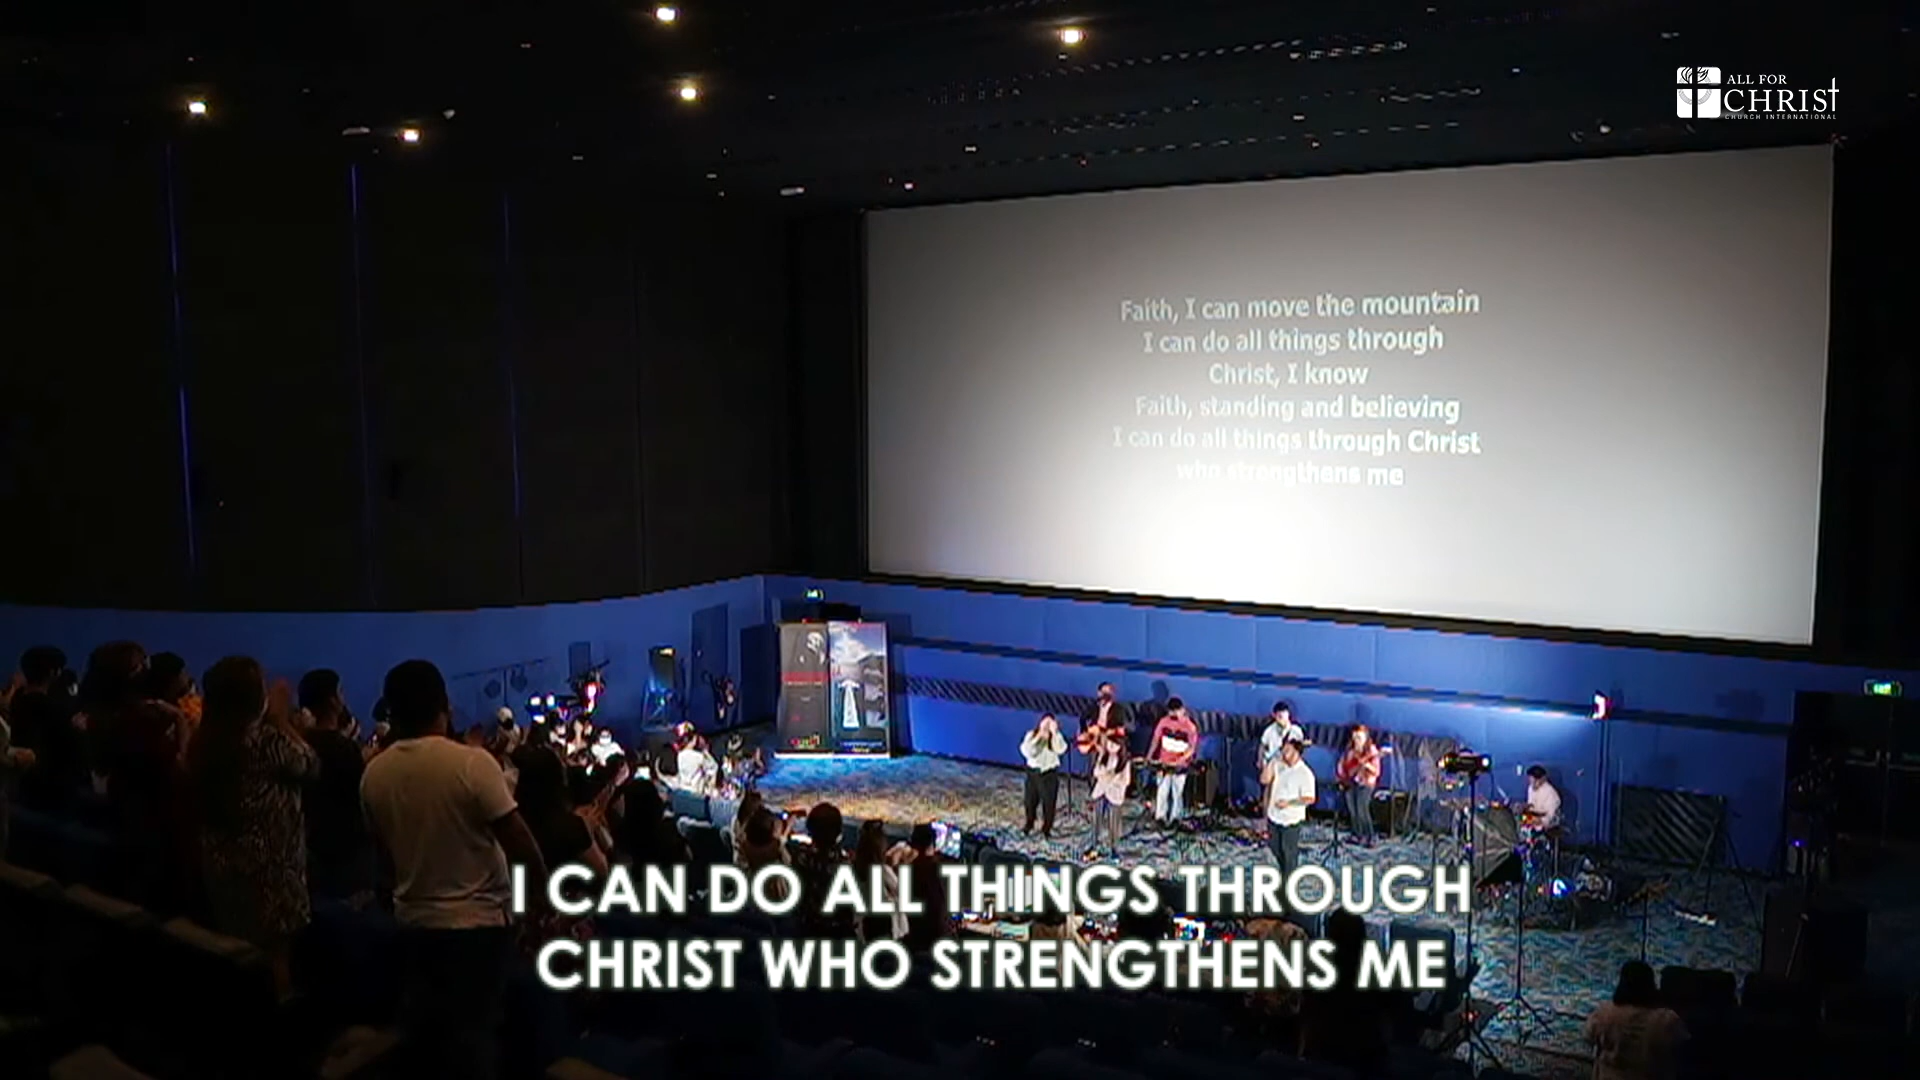 ALL FOR
CHRIST
CHURCH INTERNATIONAL
Faith, I can move the mountain
I can do all things through
Christ, I know
Faith, standing and believing
I can do all things through Christ
who strengthens me
I CAN DO ALL THINGS THROUGH
CHRIST WHO STRENGTHENS ME